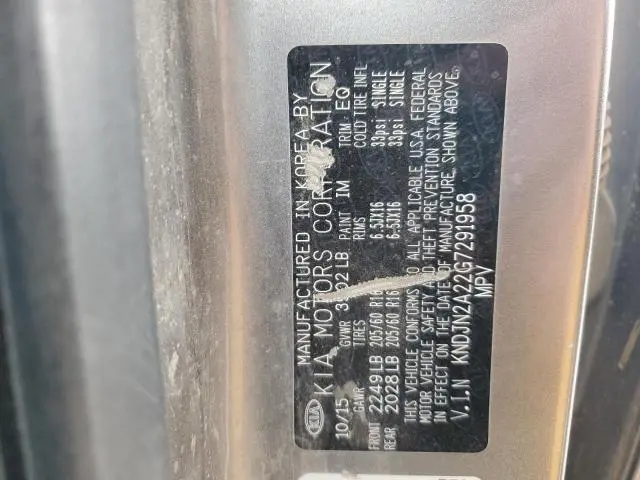 MANUFACTURED IN KOREA BY
KIA MOTORS CORPORATION
KIA
10/15 GVWR LB PAINT IM TRIM EQ
GAWR TIRES RIMS COLD TIRE INFL
FRONT 2249LB 205/60 R16 6.5JX16 33psi SINGLE
REAR 2028LB 205/60 R16 6.5JX16 33psi SINGLE
THIS VEHICLE CONFORMS TO ALL APPLICABLE U.S.A. FEDERAL
MOTOR VEHICLE SAFETY AND THEFT PREVENTION STANDARDS
IN EFFECT ON THE DATE OF MANUFACTURE, SHOWN ABOVE.
V.I.N KNDJN2A22G7291958
MPV